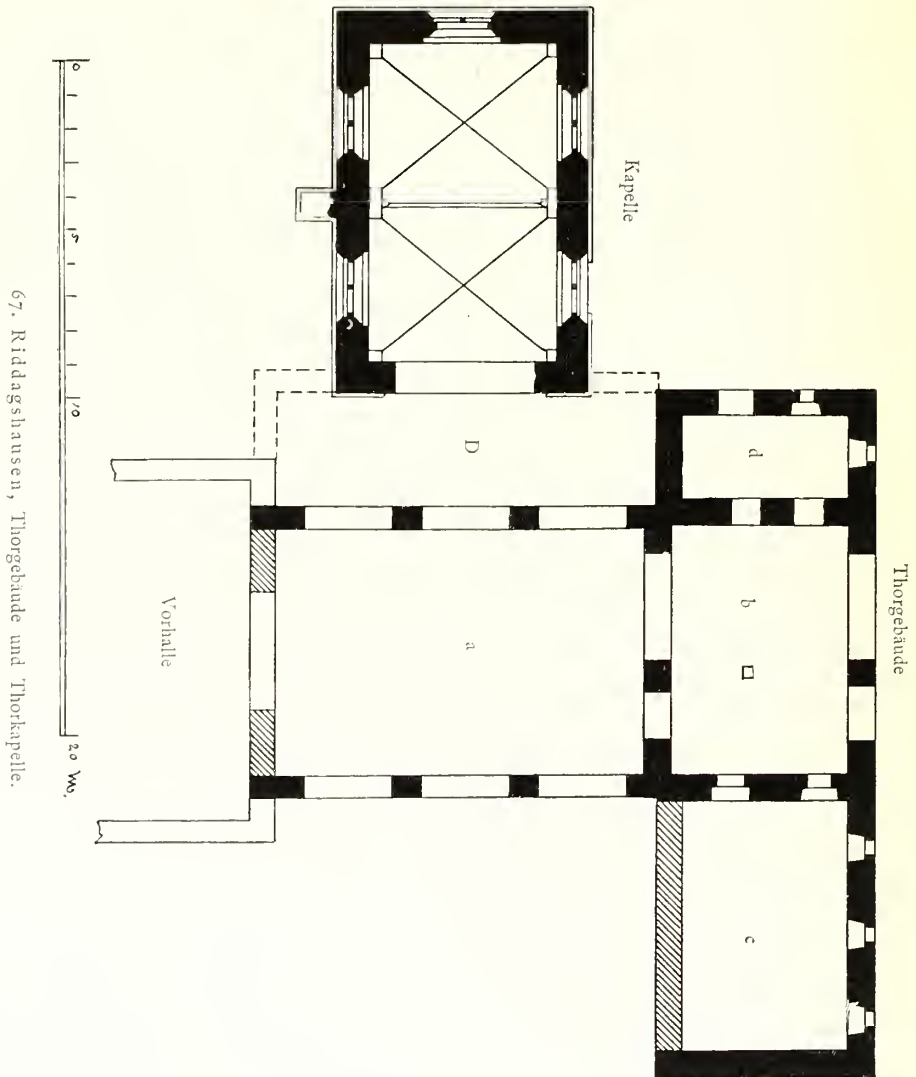 Thorgebäude
Kapelle
d
D
b
a
c
Vorhalle
0
5
10
20 m.
67. Riddagshausen, Thorgebäude und Thorkapelle.